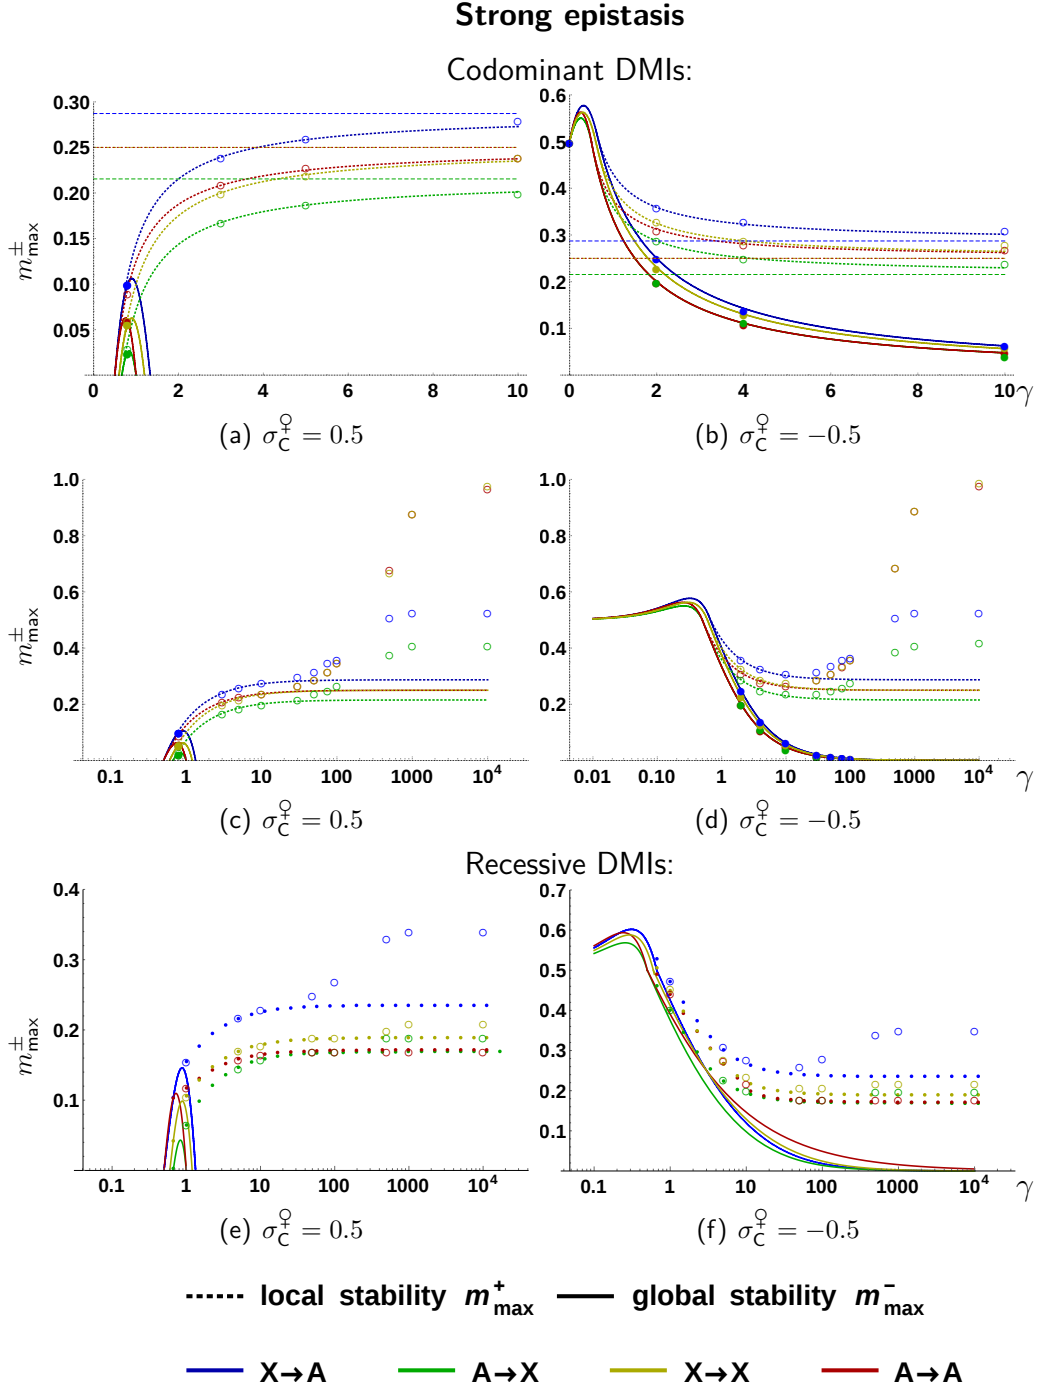 Strong epistasis
Codominant DMIs:
m±max
0.30
0.25
0.20
0.15
0.10
0.05
0 2 4 6 8 10
(a) σC♀ = 0.5
0.6
0.5
0.4
0.3
0.2
0.1
0 2 4 6 8 10 γ
(b) σC♀ = −0.5
m±max
1.0
0.8
0.6
0.4
0.2
0.1 1 10 100 1000 10⁴
(c) σC♀ = 0.5
1.0
0.8
0.6
0.4
0.2
0.01 0.10 1 10 100 1000 10⁴ γ
(d) σC♀ = −0.5
Recessive DMIs:
m±max
0.4
0.3
0.2
0.1
0.1 1 10 100 1000 10⁴
(e) σC♀ = 0.5
0.7
0.6
0.5
0.4
0.3
0.2
0.1
0.1 1 10 100 1000 10⁴ γ
(f) σC♀ = −0.5
local stability m+max global stability m−max
X→A A→X X→X A→A